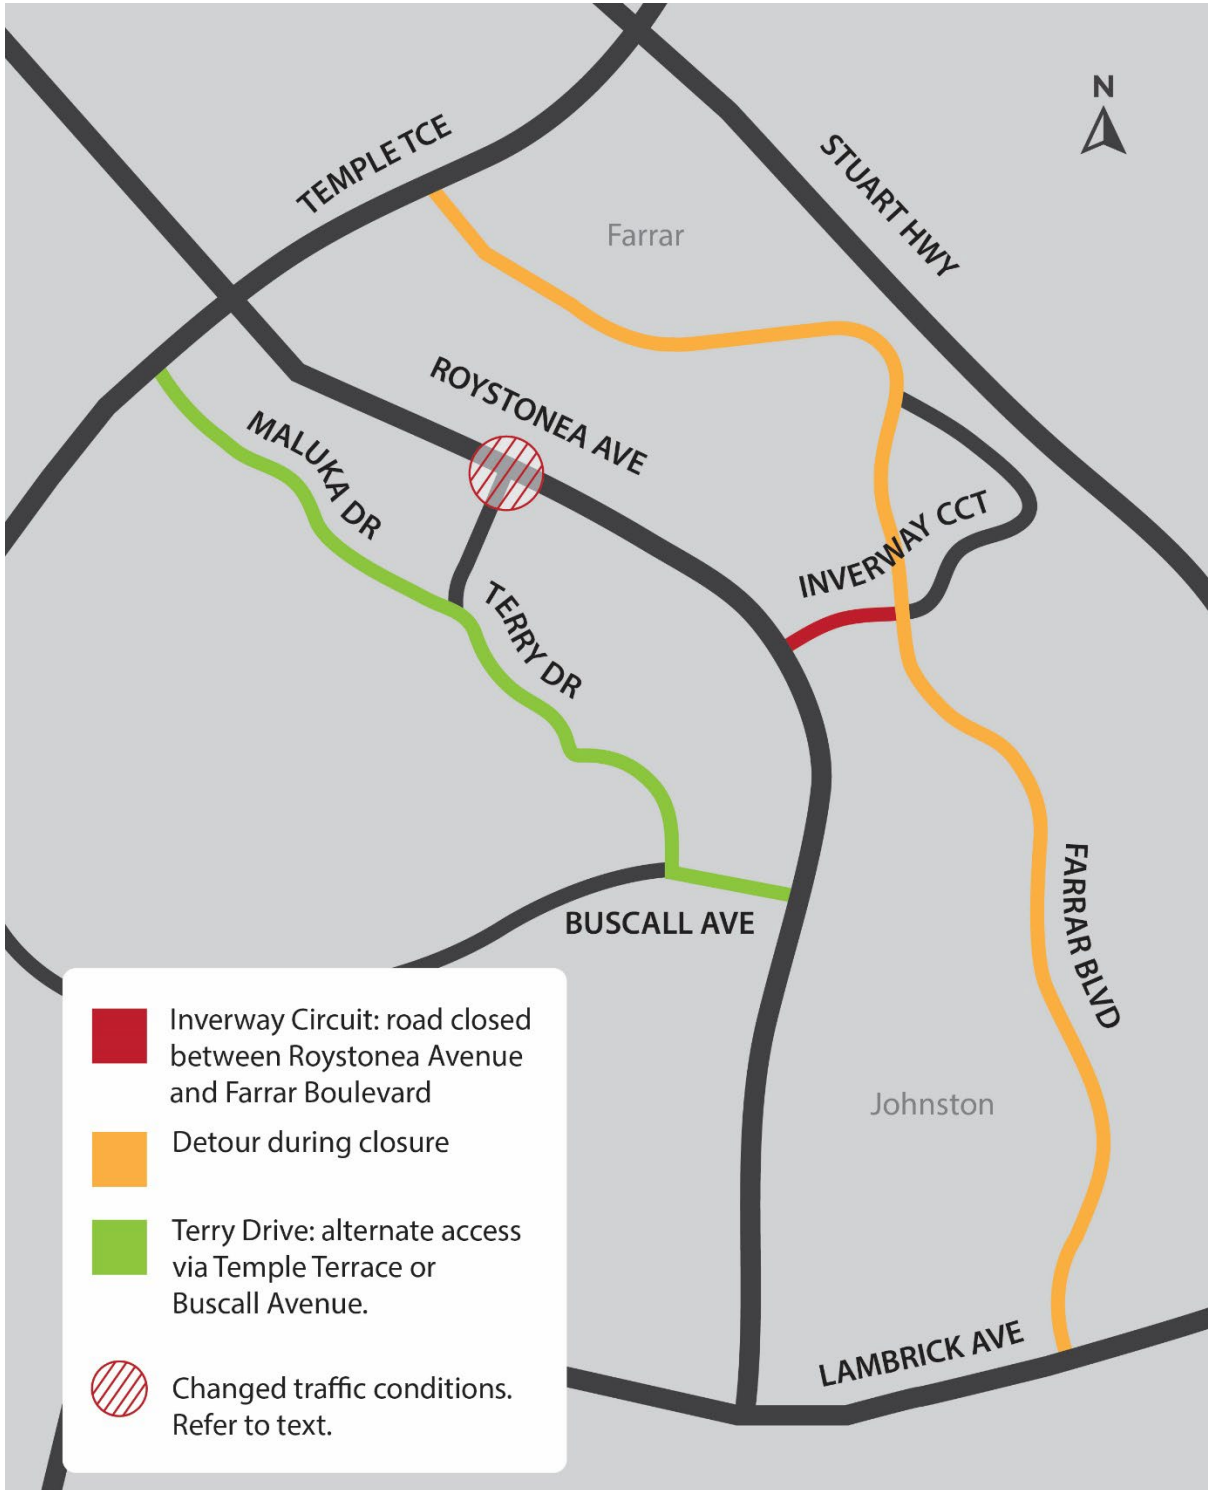 N
TEMPLE TCE
STUART HWY
Farrar
ROYSTONEA AVE
MALUKA DR
INVERWAY CCT
TERRY DR
FARRAR BLVD
BUSCALL AVE
Johnston
LAMBRICK AVE
Inverway Circuit: road closed
between Roystonea Avenue
and Farrar Boulevard
Detour during closure
Terry Drive: alternate access
via Temple Terrace or
Buscall Avenue.
Changed traffic conditions.
Refer to text.